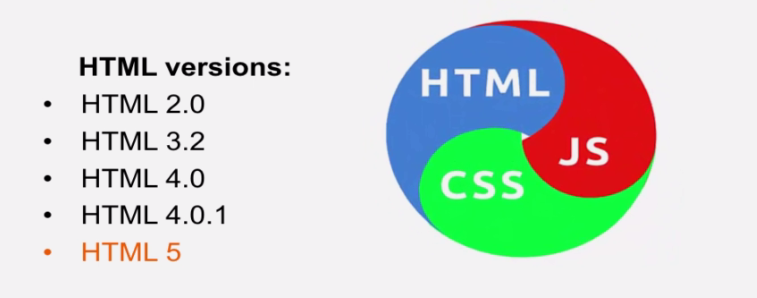 HTML versions:
• HTML 2.0
• HTML 3.2
• HTML 4.0
• HTML 4.0.1
• HTML 5
HTML
JS
CSS